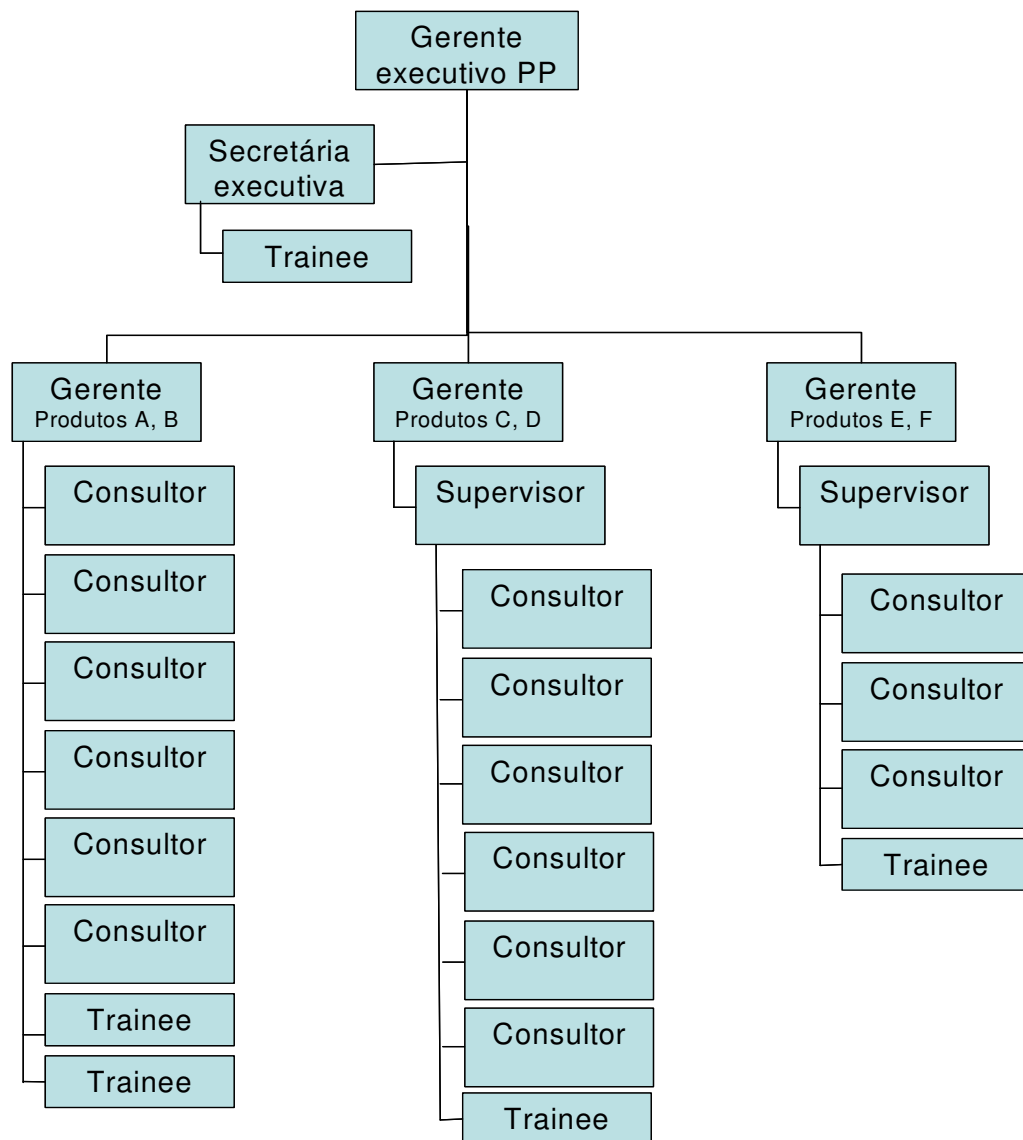 Gerente
executivo PP
Secretária
executiva
Trainee
Gerente
Produtos A, B
Consultor
Consultor
Consultor
Consultor
Consultor
Consultor
Trainee
Trainee
Gerente
Produtos C, D
Supervisor
Consultor
Consultor
Consultor
Consultor
Consultor
Consultor
Trainee
Gerente
Produtos E, F
Supervisor
Consultor
Consultor
Consultor
Trainee